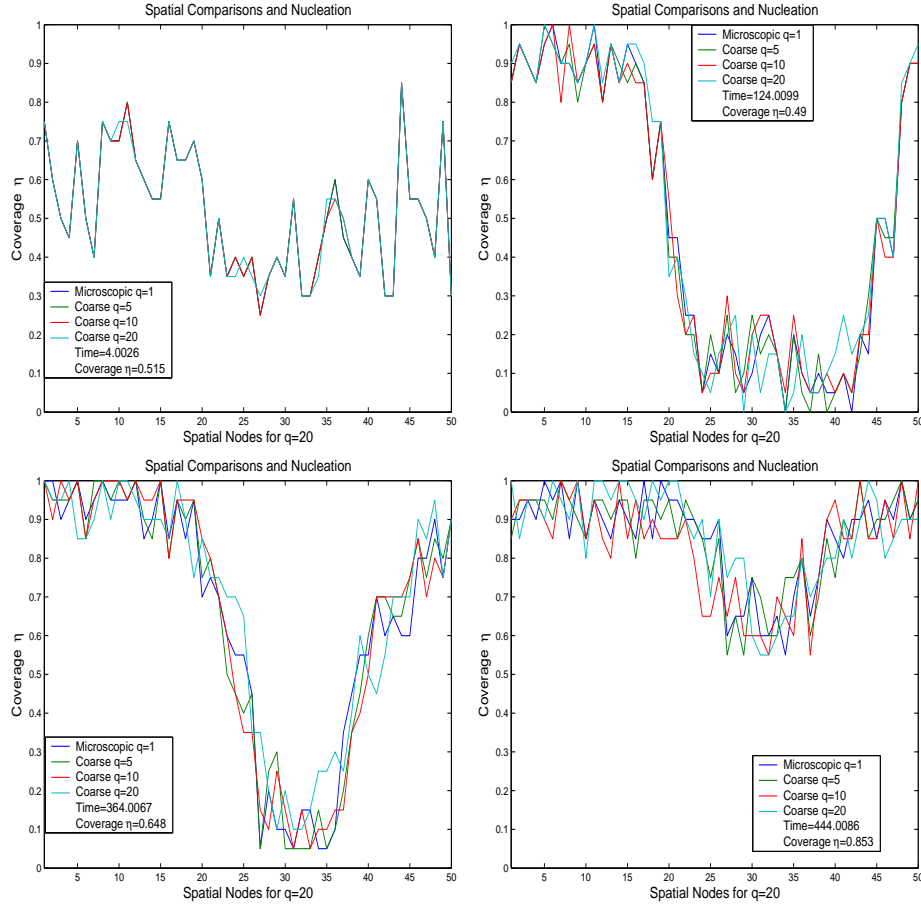 Spatial Comparisons and Nucleation
1
0.9
0.8
0.7
0.6
0.5
0.4
0.3
0.2
0.1
0
Coverage η
Microscopic q=1
Coarse q=5
Coarse q=10
Coarse q=20
Time=4.0026
Coverage η=0.515
5 10 15 20 25 30 35 40 45 50
Spatial Nodes for q=20
Spatial Comparisons and Nucleation
1
0.9
0.8
0.7
0.6
0.5
0.4
0.3
0.2
0.1
0
Coverage η
Microscopic q=1
Coarse q=5
Coarse q=10
Coarse q=20
Time=124.0099
Coverage η=0.49
5 10 15 20 25 30 35 40 45 50
Spatial Nodes for q=20
Spatial Comparisons and Nucleation
1
0.9
0.8
0.7
0.6
0.5
0.4
0.3
0.2
0.1
0
Coverage η
Microscopic q=1
Coarse q=5
Coarse q=10
Coarse q=20
Time=364.0067
Coverage η=0.648
5 10 15 20 25 30 35 40 45 50
Spatial Nodes for q=20
Spatial Comparisons and Nucleation
1
0.9
0.8
0.7
0.6
0.5
0.4
0.3
0.2
0.1
0
Coverage η
Microscopic q=1
Coarse q=5
Coarse q=10
Coarse q=20
Time=444.0086
Coverage η=0.853
5 10 15 20 25 30 35 40 45 50
Spatial Nodes for q=20